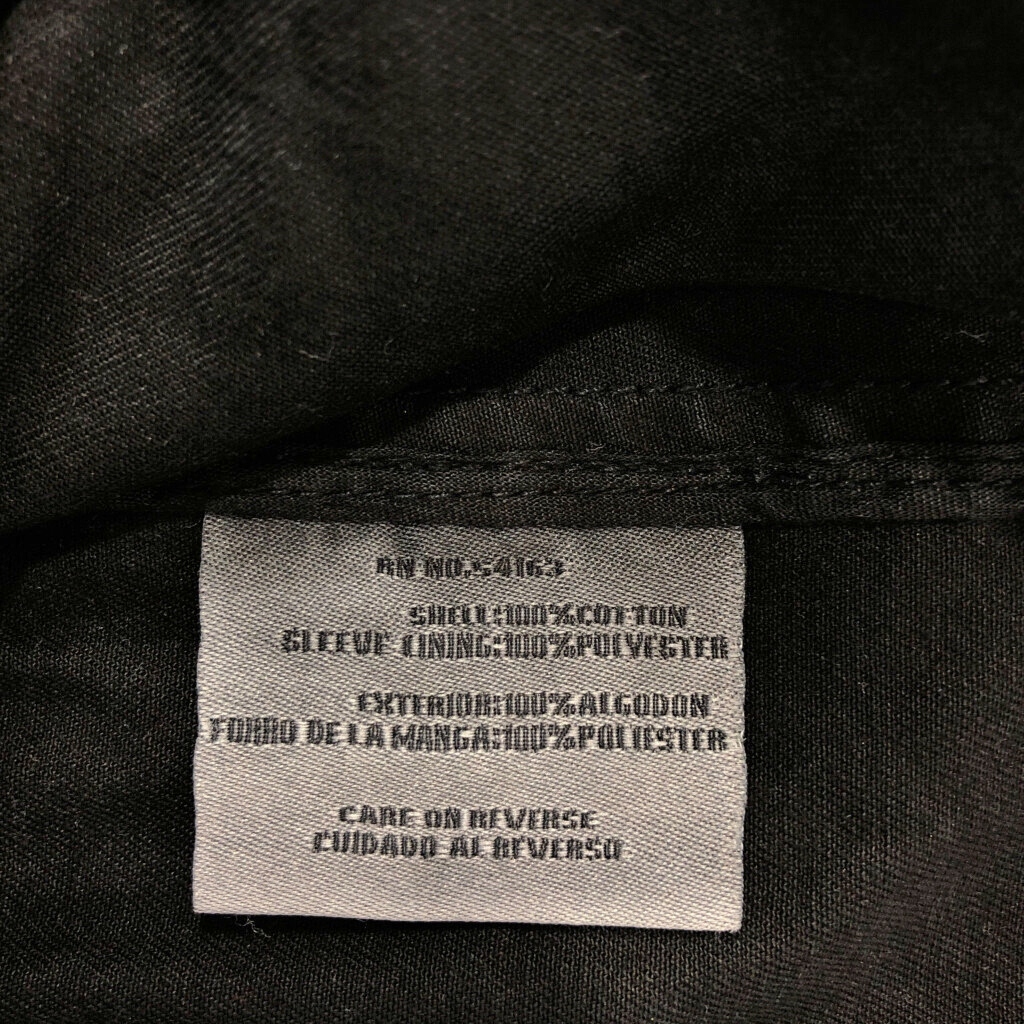 RN NO.54163
SHELL:100%COTTON
SLEEVE LINING:100%POLYESTER
EXTERIOR:100%ALGODON
FORRO DE LA MANGA:100%POLIESTER
CARE ON REVERSE
CUIDADO AL REVERSO